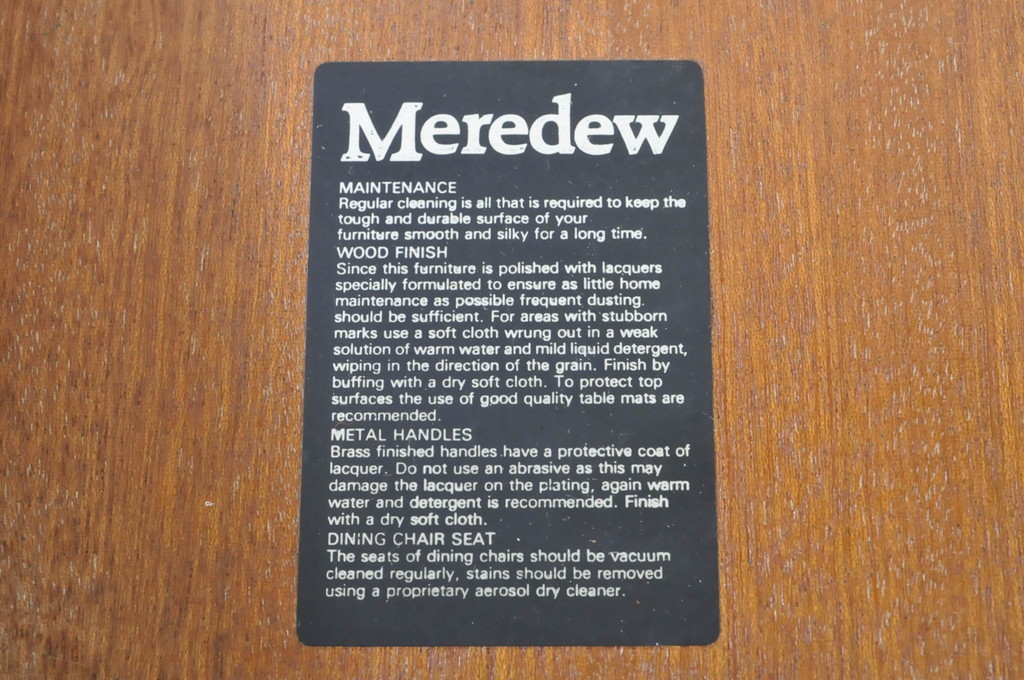 Meredew
MAINTENANCE
Regular cleaning is all that is required to keep the
tough and durable surface of your
furniture smooth and silky for a long time.
WOOD FINISH
Since this furniture is polished with lacquers
specially formulated to ensure as little home
maintenance as possible frequent dusting.
should be sufficient. For areas with stubborn
marks use a soft cloth wrung out in a weak
solution of warm water and mild liquid detergent,
wiping in the direction of the grain. Finish by
buffing with a dry soft cloth. To protect top
surfaces the use of good quality table mats are
recommended.
METAL HANDLES
Brass finished handles have a protective coat of
lacquer. Do not use an abrasive as this may
damage the lacquer on the plating, again warm
water and detergent is recommended. Finish
with a dry soft cloth.
DINING CHAIR SEAT
The seats of dining chairs should be vacuum
cleaned regularly, stains should be removed
using a proprietary aerosol dry cleaner.